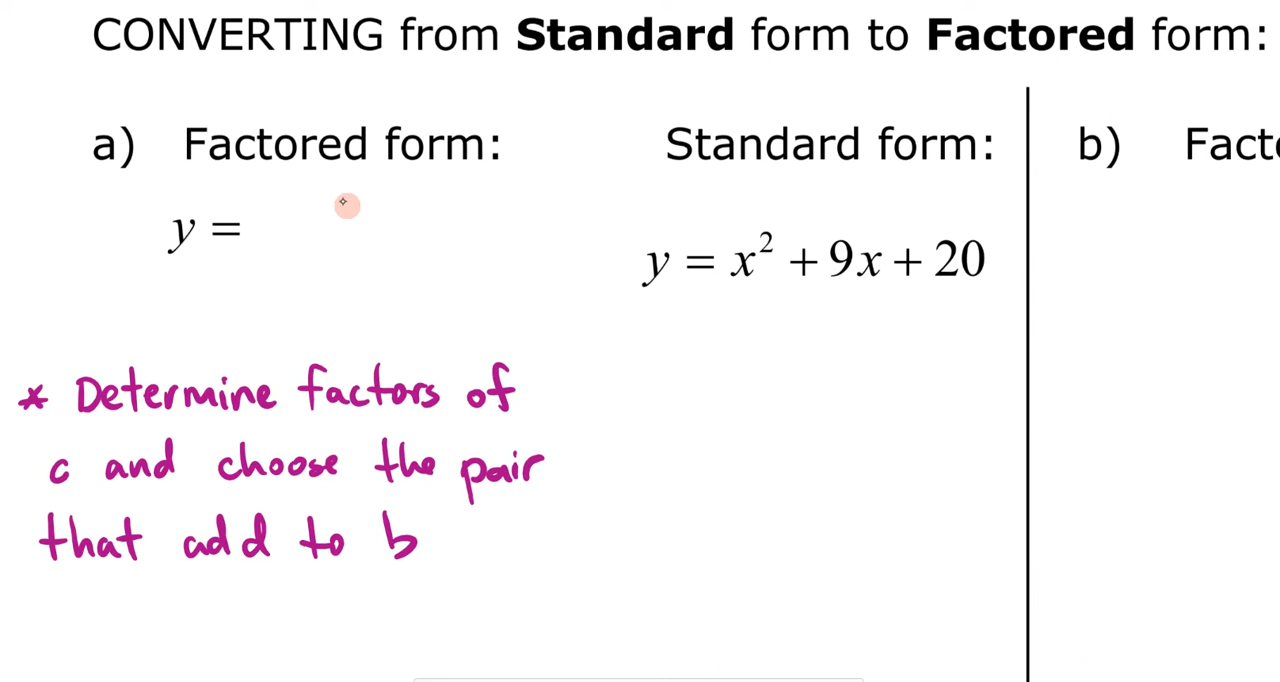 CONVERTING from Standard form to Factored form:
a) Factored form: Standard form: b)
y =
y = x² + 9x + 20
* Determine factors of
c and choose the pair
that add to b